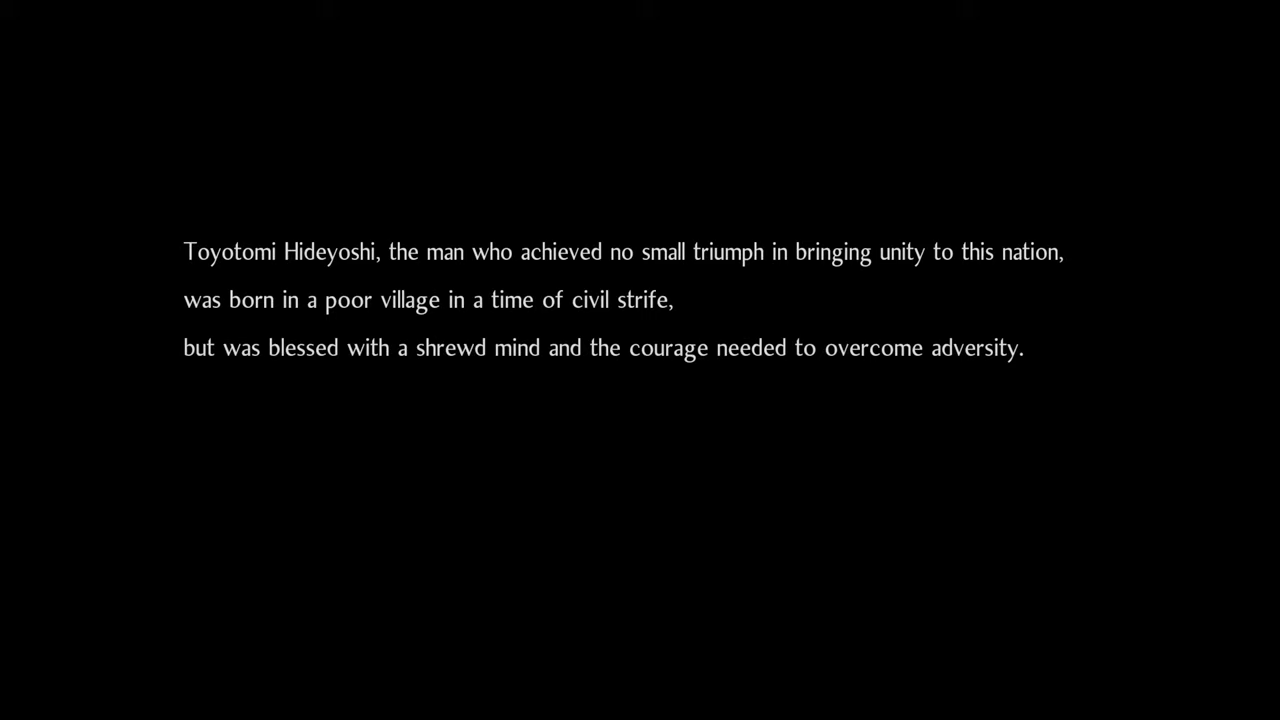 Toyotomi Hideyoshi, the man who achieved no small triumph in bringing unity to this nation,
was born in a poor village in a time of civil strife,
but was blessed with a shrewd mind and the courage needed to overcome adversity.